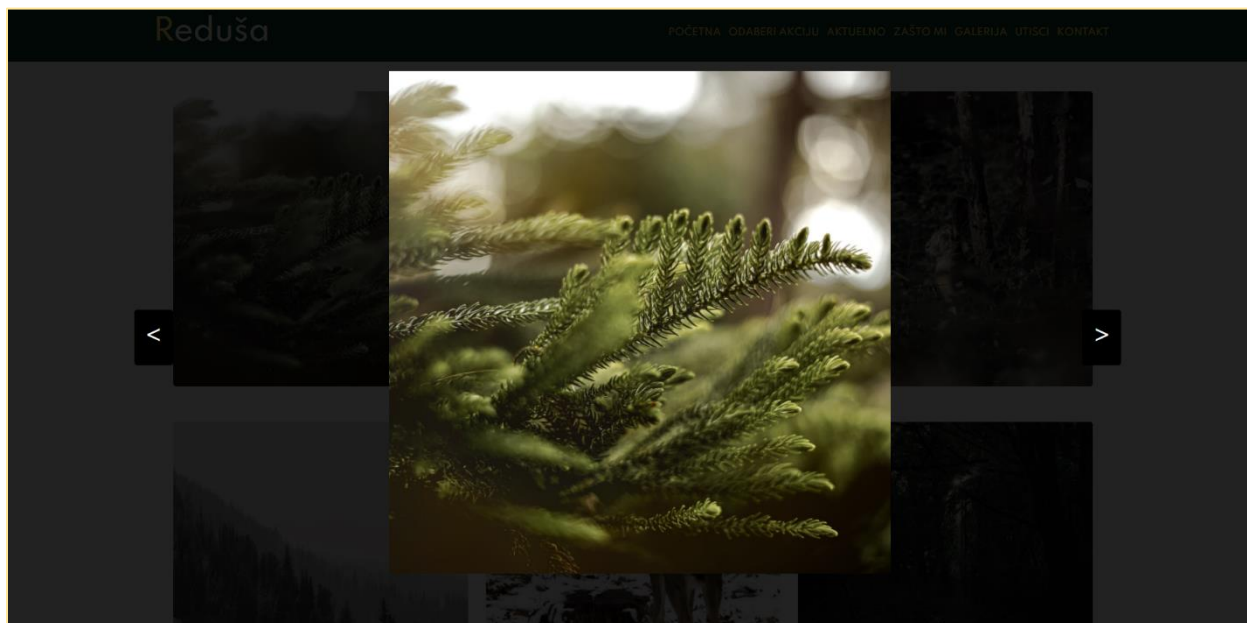 Reduša
POČETNA ODABERI AKCIJU AKTUELNO ZAŠTO MI GALERIJA UTISCI KONTAKT
< >